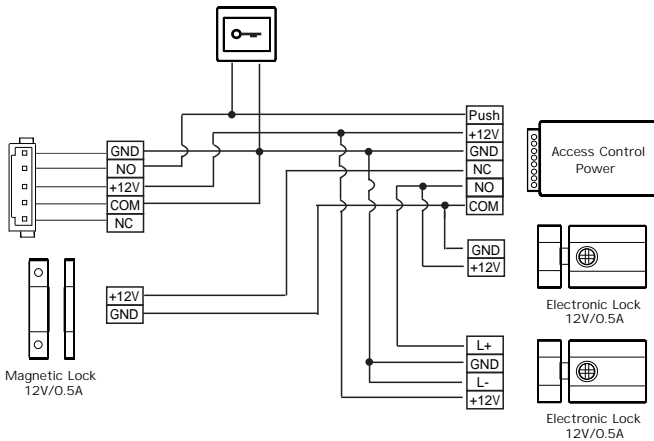 Push
+12V
GND
NC
NO
COM
Access Control
Power
GND
NO
+12V
COM
NC
GND
+12V
Electronic Lock
12V/0.5A
+12V
GND
Magnetic Lock
12V/0.5A
L+
GND
L-
+12V
Electronic Lock
12V/0.5A